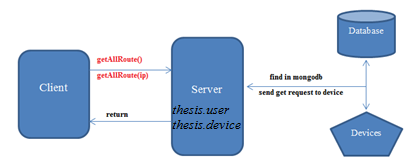 Database
getAllRoute()
getAllRoute(ip)
Client
Server
find in mongodb
send get request to device
return
thesis.user
thesis.device
Devices